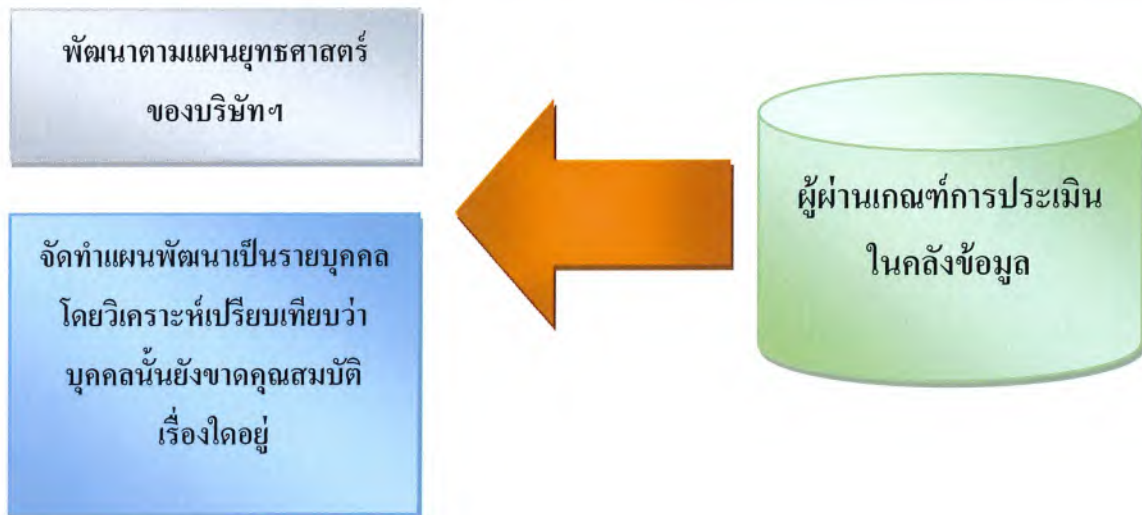 พัฒนาตามแผนยุทธศาสตร์
ของบริษัทฯ
จัดทำแผนพัฒนาเป็นรายบุคคล
โดยวิเคราะห์เปรียบเทียบว่า
บุคคลนั้นยังขาดคุณสมบัติ
เรื่องใดอยู่
ผู้ผ่านเกณฑ์การประเมิน
ในคลังข้อมูล